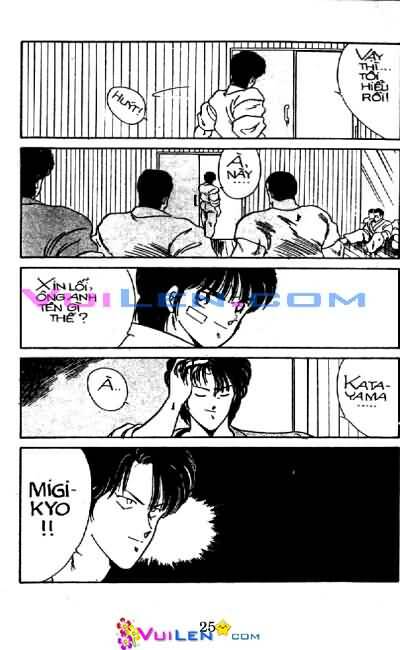 VẬY
THÌ...
TÔI
HIỂU
RỒI!
HUÝT!
À,
NÀY....
XIN LỖI,
ÔNG ANH
TÊN GÌ
THẾ?
VUILEN.COM
À..
KATA-
YAMA
.....
MIGI-
KYO
!!
25
VUILEN.COM